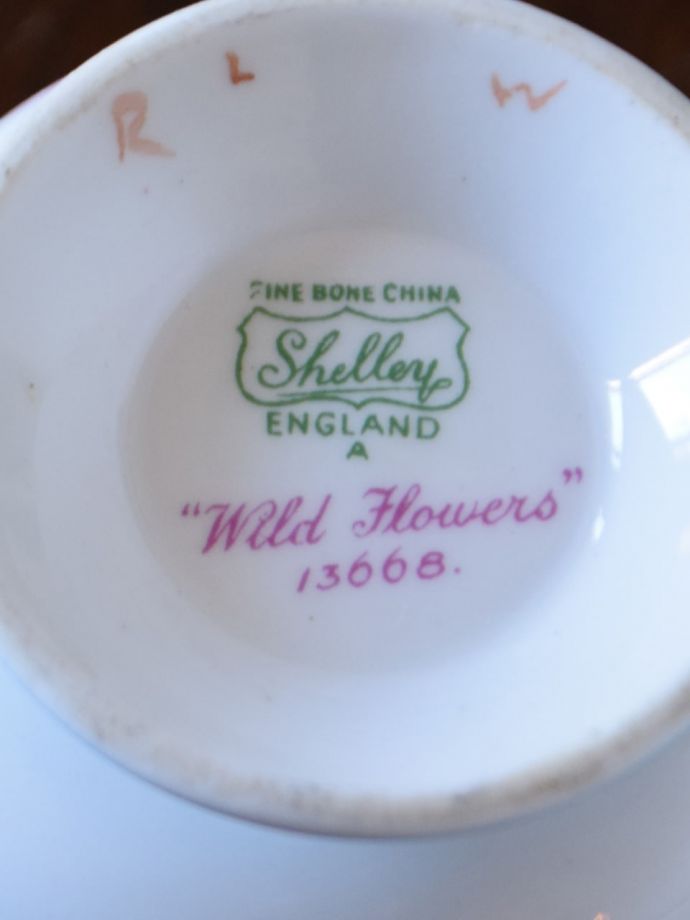 R L W
FINE BONE CHINA
Shelley
ENGLAND
A
"Wild Flowers"
13668.